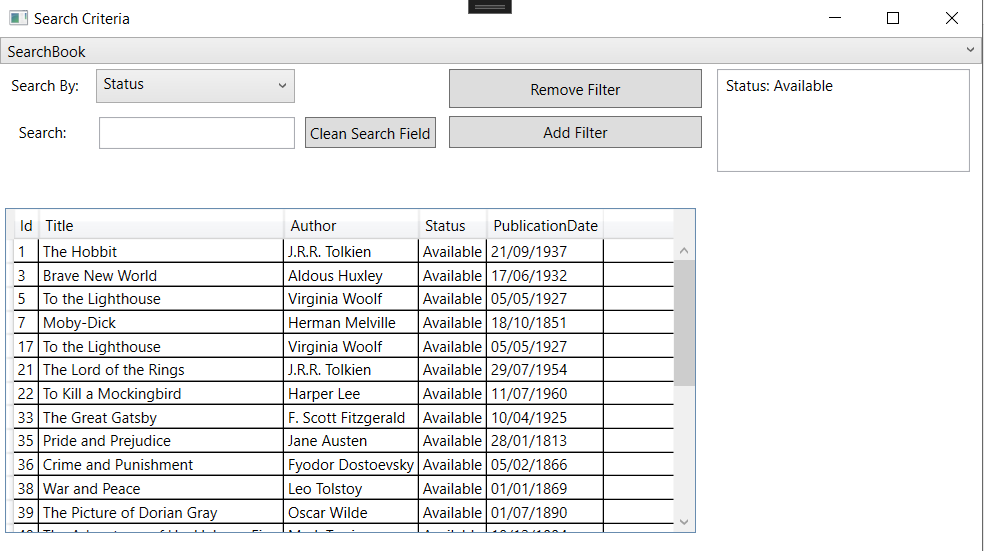 Search Criteria
SearchBook
Search By: Status Remove Filter Status: Available
Search: Clean Search Field Add Filter
Id Title Author Status PublicationDate
1 The Hobbit J.R.R. Tolkien Available 21/09/1937
3 Brave New World Aldous Huxley Available 17/06/1932
5 To the Lighthouse Virginia Woolf Available 05/05/1927
7 Moby-Dick Herman Melville Available 18/10/1851
17 To the Lighthouse Virginia Woolf Available 05/05/1927
21 The Lord of the Rings J.R.R. Tolkien Available 29/07/1954
22 To Kill a Mockingbird Harper Lee Available 11/07/1960
33 The Great Gatsby F. Scott Fitzgerald Available 10/04/1925
35 Pride and Prejudice Jane Austen Available 28/01/1813
36 Crime and Punishment Fyodor Dostoevsky Available 05/02/1866
38 War and Peace Leo Tolstoy Available 01/01/1869
39 The Picture of Dorian Gray Oscar Wilde Available 01/07/1890